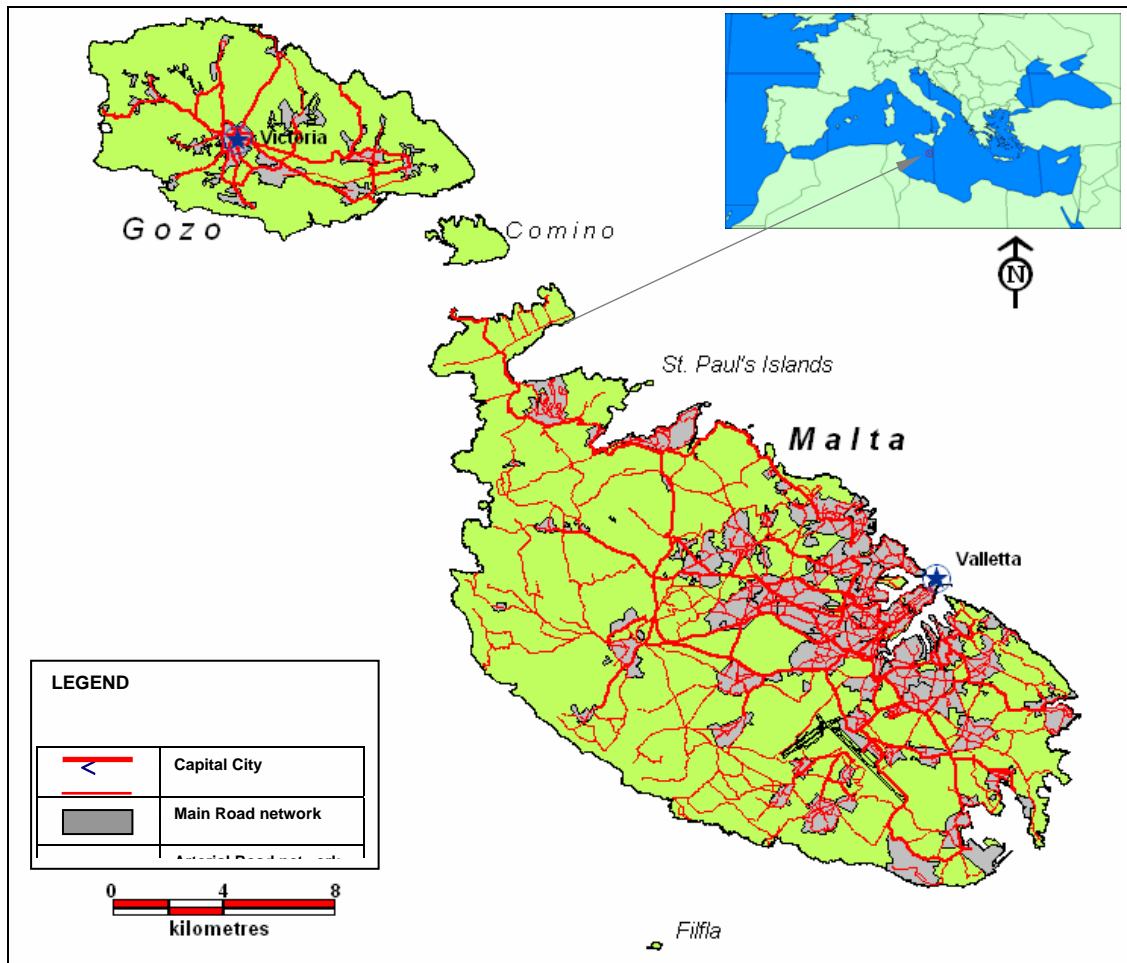 Victoria
Gozo
Comino
N
St. Paul's Islands
Malta
Valletta
LEGEND
Capital City
Main Road network
0 4 8
kilometres
Filfla